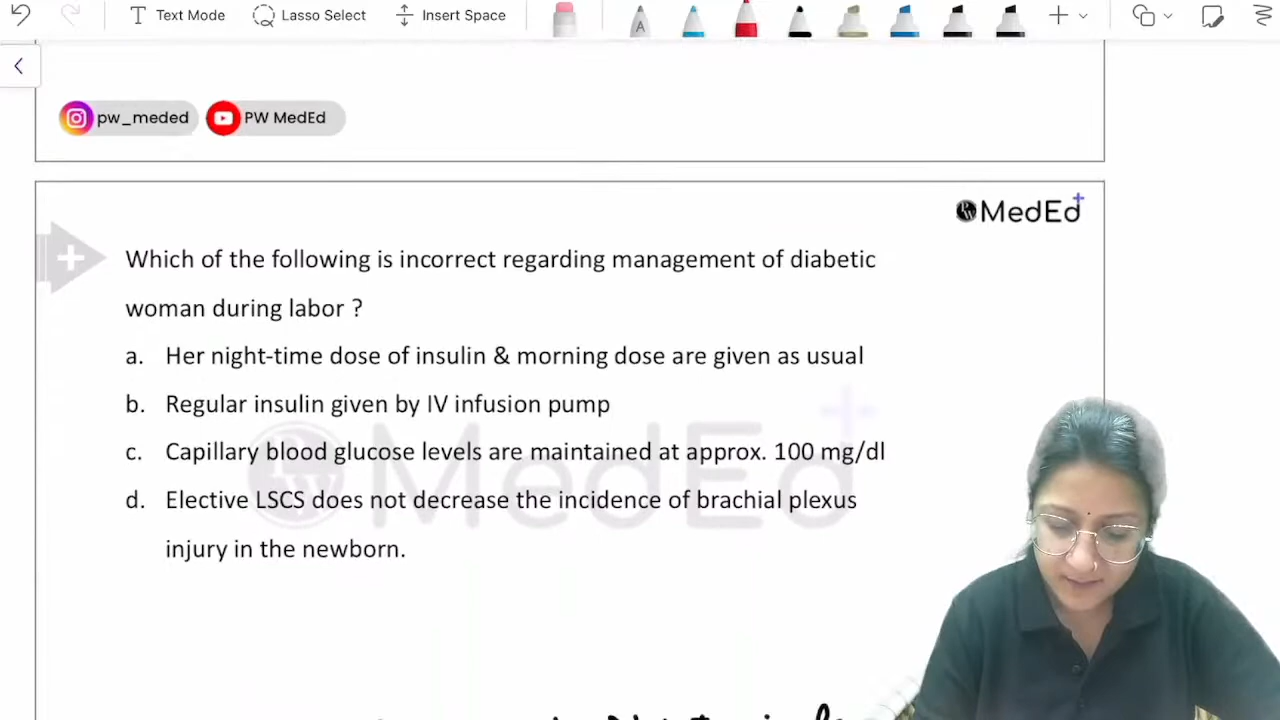 Text Mode
Lasso Select
Insert Space
A
pw_meded
PW MedEd
MedEd
Which of the following is incorrect regarding management of diabetic
woman during labor ?
a. Her night-time dose of insulin & morning dose are given as usual
b. Regular insulin given by IV infusion pump
c. Capillary blood glucose levels are maintained at approx. 100 mg/dl
d. Elective LSCS does not decrease the incidence of brachial plexus
injury in the newborn.
MedEd